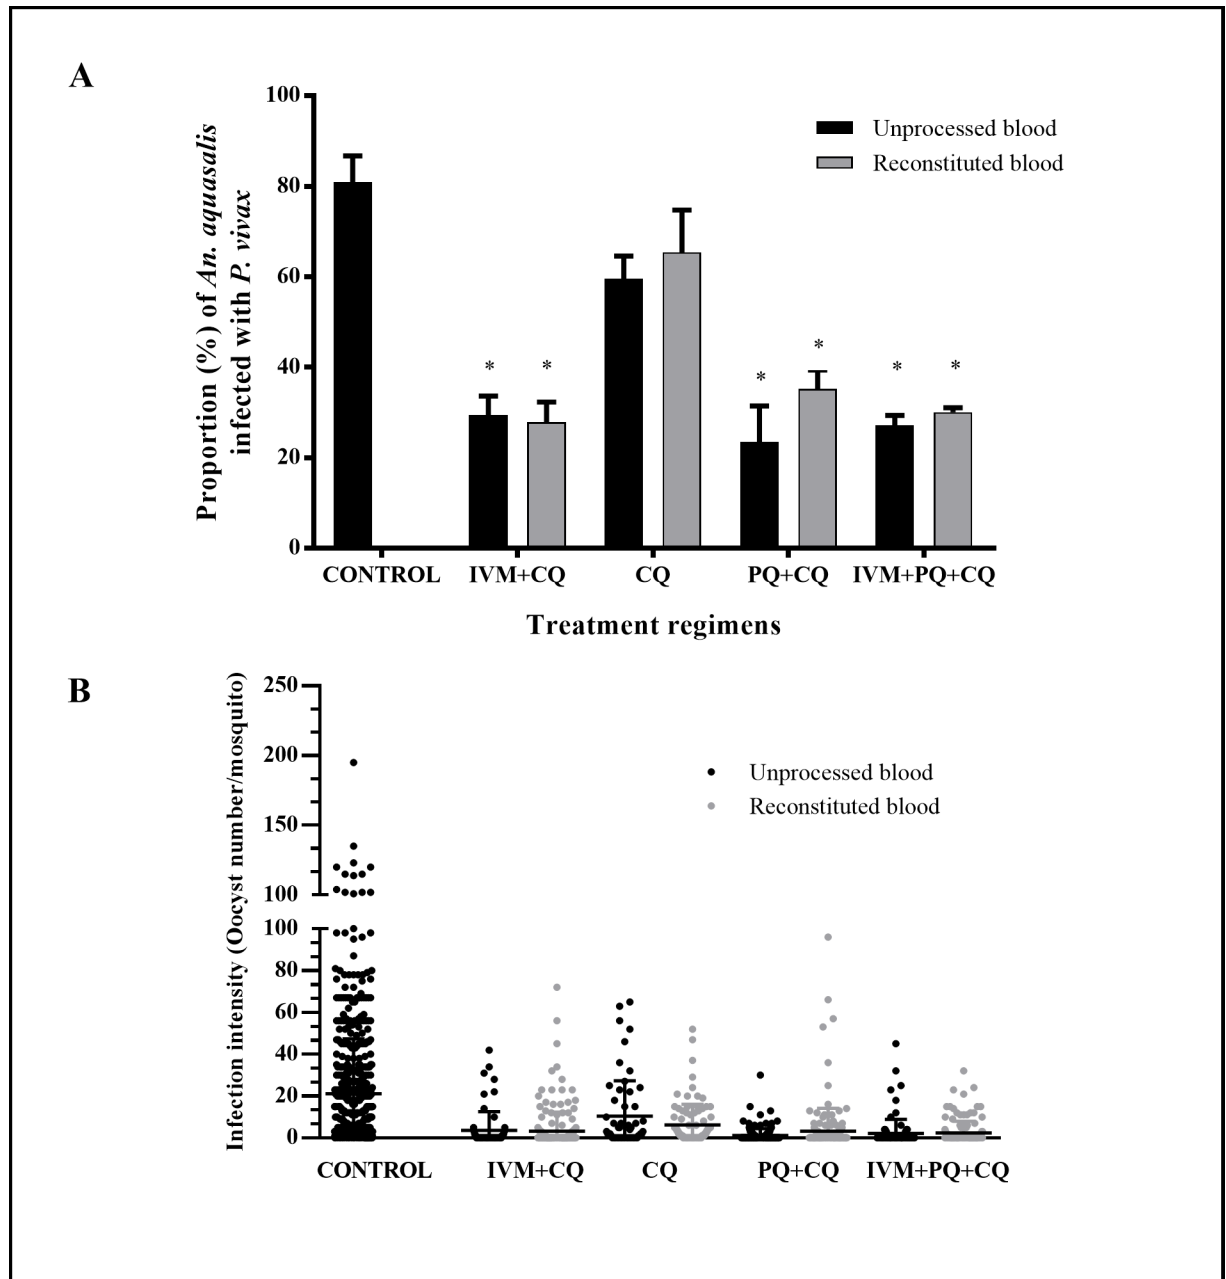 A
Proportion (%) of An. aquasalis
infected with P. vivax
100
80
60
40
20
0
Unprocessed blood
Reconstituted blood
* * * * * *
CONTROL IVM+CQ CQ PQ+CQ IVM+PQ+CQ
Treatment regimens
B
Infection intensity (Oocyst number/mosquito)
250
200
150
100
100
80
60
40
20
0
Unprocessed blood
Reconstituted blood
CONTROL IVM+CQ CQ PQ+CQ IVM+PQ+CQ